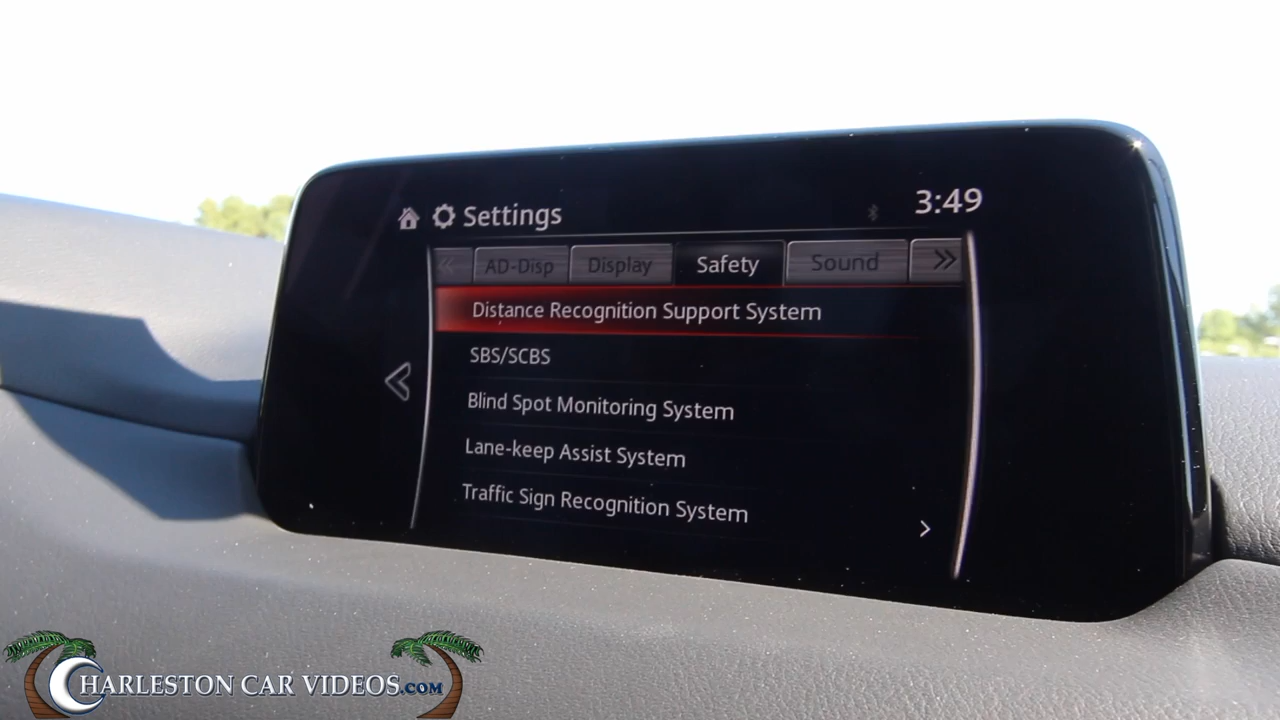 Settings
3:49
AD-Disp
Display
Safety
Sound
Distance Recognition Support System
SBS/SCBS
Blind Spot Monitoring System
Lane-keep Assist System
Traffic Sign Recognition System
CHARLESTON CAR VIDEOS.COM